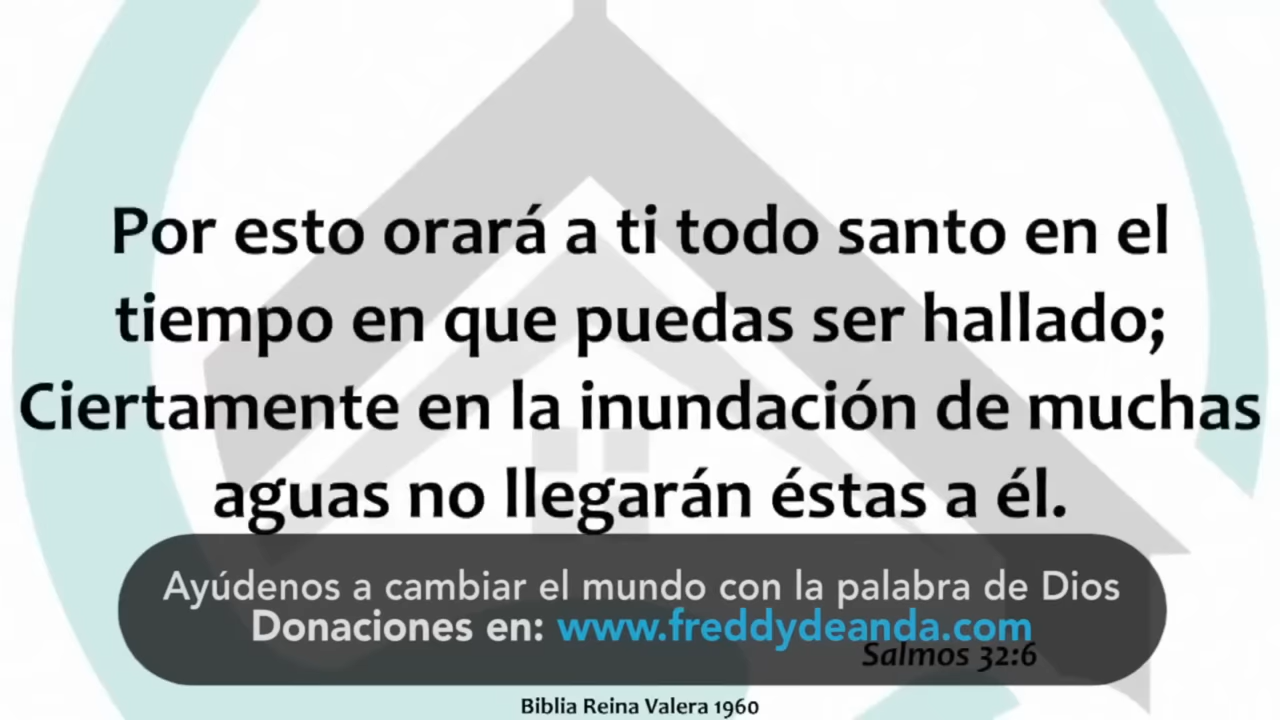 Por esto orará a ti todo santo en el
tiempo en que puedas ser hallado;
Ciertamente en la inundación de muchas
aguas no llegarán éstas a él.
Ayúdenos a cambiar el mundo con la palabra de Dios
Donaciones en: www.freddydeanda.com
Salmos 32:6
Biblia Reina Valera 1960